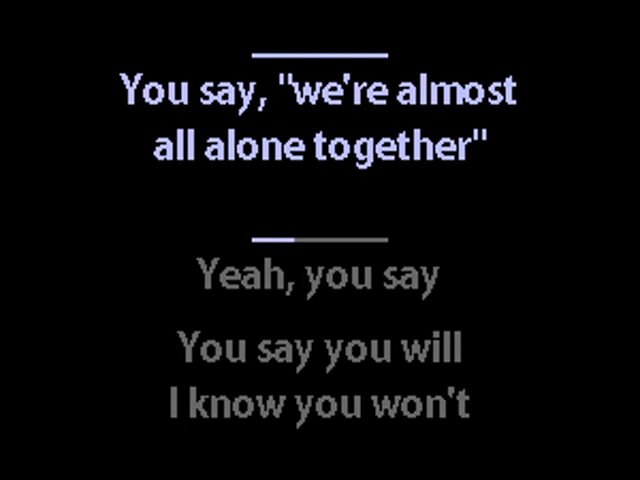 You say, "we're almost
all alone together"
Yeah, you say
You say you will
I know you won't